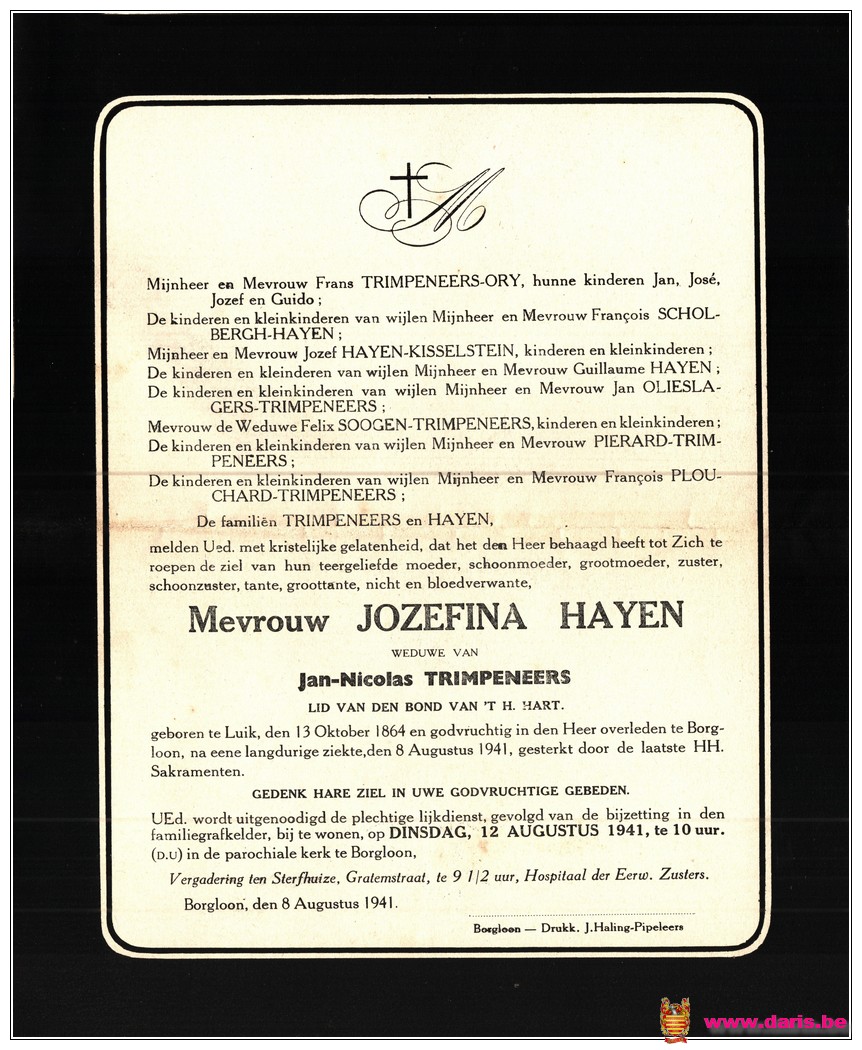 M
Mijnheer en Mevrouw Frans TRIMPENEERS-ORY, hunne kinderen Jan, José,
Jozef en Guido ;
De kinderen en kleinkinderen van wijlen Mijnheer en Mevrouw François SCHOL-
BERGH-HAYEN ;
Mijnheer en Mevrouw Jozef HAYEN-KISSELSTEIN, kinderen en kleinkinderen ;
De kinderen en kleinderen van wijlen Mijnheer en Mevrouw Guillaume HAYEN ;
De kinderen en kleinkinderen van wijlen Mijnheer en Mevrouw Jan OLIESLA-
GERS-TRIMPENEERS ;
Mevrouw de Weduwe Felix SOOGEN-TRIMPENEERS, kinderen en kleinkinderen ;
De kinderen en kleinkinderen van wijlen Mijnheer en Mevrouw PIERARD-TRIM-
PENEERS ;
De kinderen en kleinkinderen van wijlen Mijnheer en Mevrouw François PLOU-
CHARD-TRIMPENEERS ;
De familiën TRIMPENEERS en HAYEN,
melden Ued. met kristelijke gelatenheid, dat het den Heer behaagd heeft tot Zich te
roepen de ziel van hun teergeliefde moeder, schoonmoeder, grootmoeder, zuster,
schoonzuster, tante, groottante, nicht en bloedverwante,
Mevrouw JOZEFINA HAYEN
WEDUWE VAN
Jan-Nicolas TRIMPENEERS
LID VAN DEN BOND VAN 'T H. HART.
geboren te Luik, den 13 Oktober 1864 en godvruchtig in den Heer overleden te Borg-
loon, na eene langdurige ziekte, den 8 Augustus 1941, gesterkt door de laatste HH.
Sakramenten.
GEDENK HARE ZIEL IN UWE GODVRUCHTIGE GEBEDEN.
UEd. wordt uitgenoodigd de plechtige lijkdienst, gevolgd van de bijzetting in den
familiegrafkelder, bij te wonen, op DINSDAG, 12 AUGUSTUS 1941, te 10 uur.
(D.U) in de parochiale kerk te Borgloon,
Vergadering ten Sterfhuize, Gratemstraat, te 9 1/2 uur, Hospitaal der Eerw. Zusters.
Borgloon, den 8 Augustus 1941.
Borgloon — Drukk. J.Haling-Pipeleers
www.daris.be